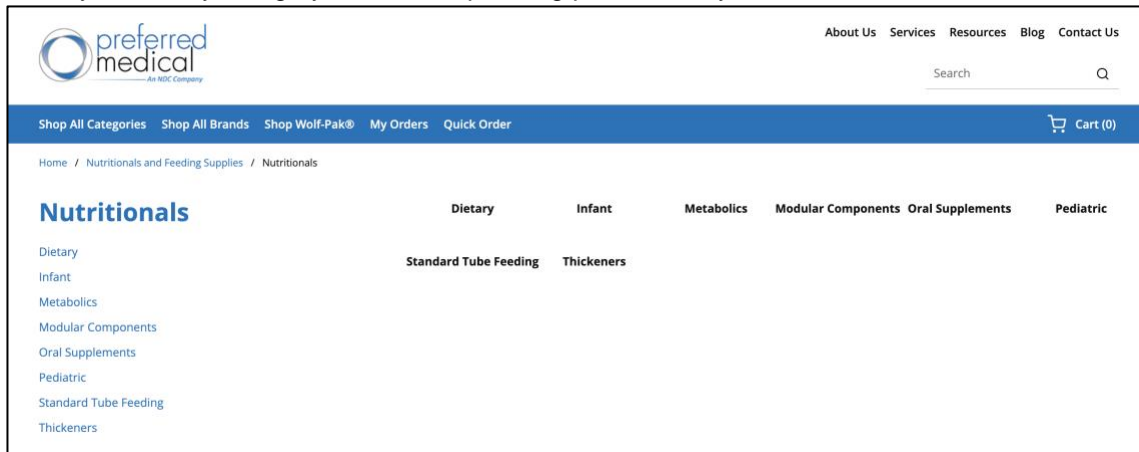 preferred
medical
An NDC Company
About Us Services Resources Blog Contact Us
Search
Shop All Categories Shop All Brands Shop Wolf-Pak® My Orders Quick Order Cart (0)
Home / Nutritionals and Feeding Supplies / Nutritionals
Nutritionals
Dietary
Infant
Metabolics
Modular Components
Oral Supplements
Pediatric
Standard Tube Feeding
Thickeners
Dietary Infant Metabolics Modular Components Oral Supplements Pediatric
Standard Tube Feeding Thickeners